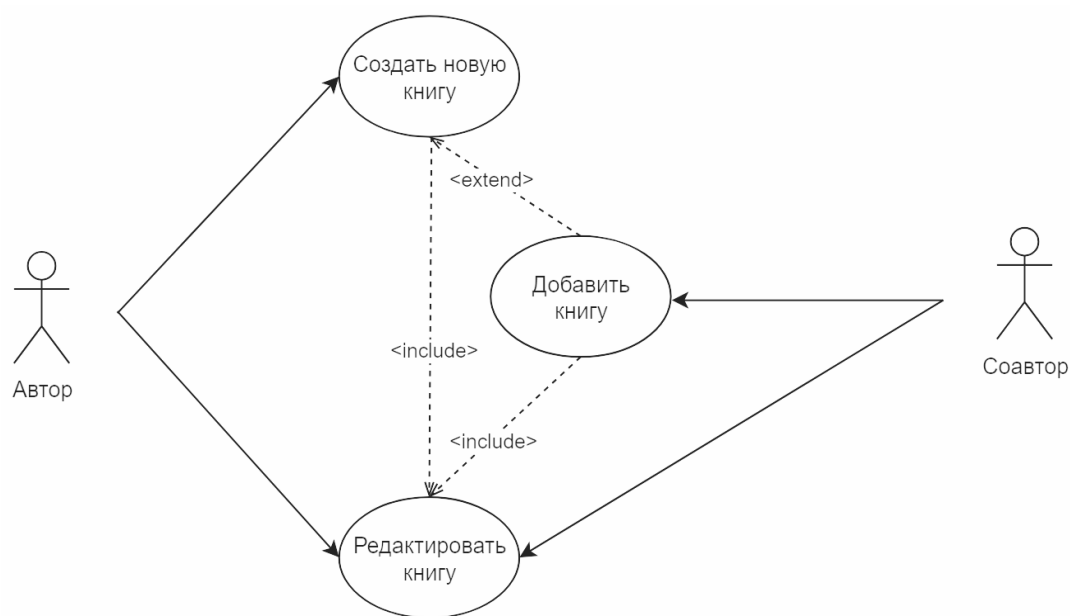 Создать новую
книгу
<extend>
Добавить
книгу
Автор
<include>
Соавтор
<include>
Редактировать
книгу